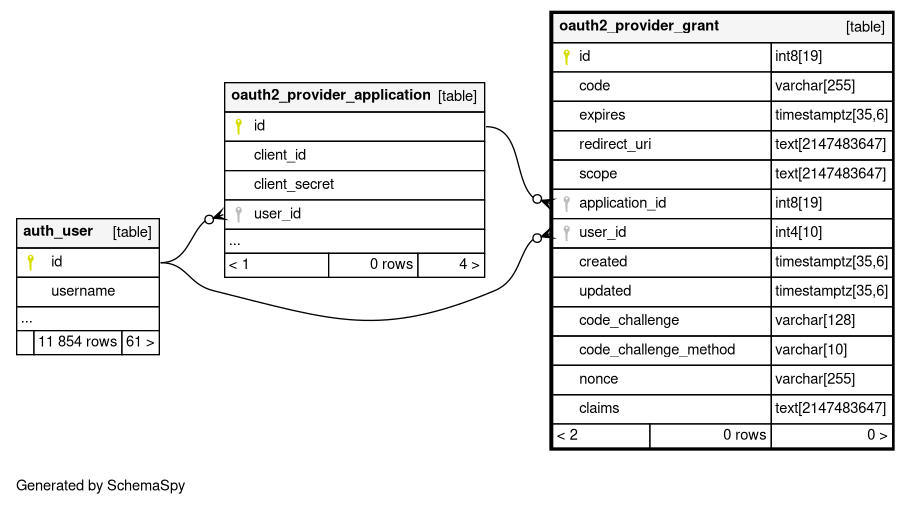 oauth2_provider_grant [table]
id int8[19]
code varchar[255]
expires timestamptz[35,6]
redirect_uri text[2147483647]
scope text[2147483647]
application_id int8[19]
user_id int4[10]
created timestamptz[35,6]
updated timestamptz[35,6]
code_challenge varchar[128]
code_challenge_method varchar[10]
nonce varchar[255]
claims text[2147483647]
< 2 0 rows 0 >
oauth2_provider_application [table]
id
client_id
client_secret
user_id
...
< 1 0 rows 4 >
auth_user [table]
id
username
...
11 854 rows 61 >
Generated by SchemaSpy